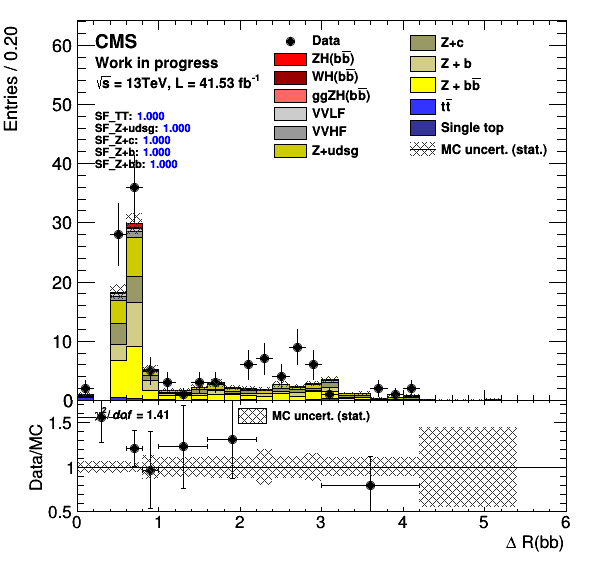 CMS
Work in progress
√s = 13TeV, L = 41.53 fb⁻¹
SF_TT: 1.000
SF_Z+udsg: 1.000
SF_Z+c: 1.000
SF_Z+b: 1.000
SF_Z+bb: 1.000
Data
ZH(bb̅)
WH(bb̅)
ggZH(bb̅)
VVLF
VVHF
Z+udsg
Z+c
Z + b
Z + bb̅
tt̅
Single top
MC uncert. (stat.)
Entries / 0.20
60
50
40
30
20
10
0
χ²/dof = 1.41
MC uncert. (stat.)
Data/MC
1.5
1
0.5
0 1 2 3 4 5 6
Δ R(bb)